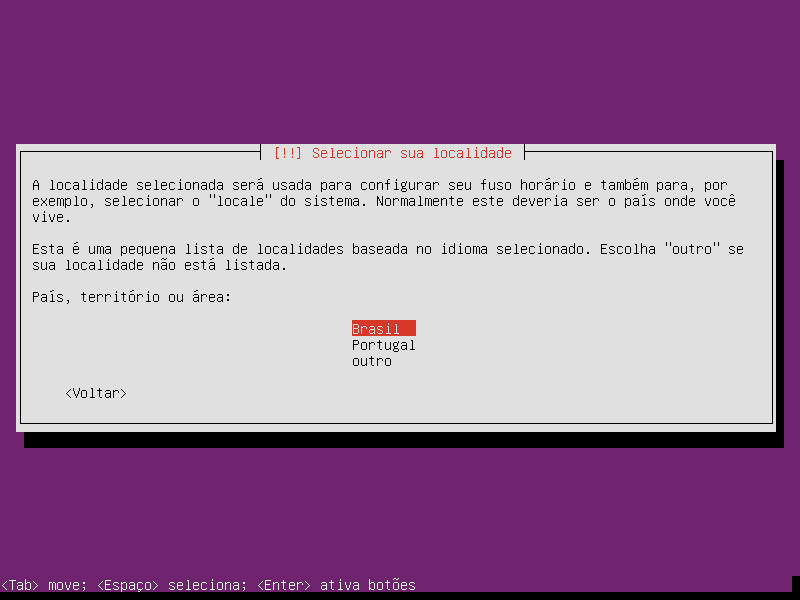 [!!] Selecionar sua localidade
A localidade selecionada será usada para configurar seu fuso horário e também para, por
exemplo, selecionar o "locale" do sistema. Normalmente este deveria ser o país onde você
vive.
Esta é uma pequena lista de localidades baseada no idioma selecionado. Escolha "outro" se
sua localidade não está listada.
País, território ou área:
Brasil
Portugal
outro
<Voltar>
<Tab> move; <Espaço> seleciona; <Enter> ativa botões